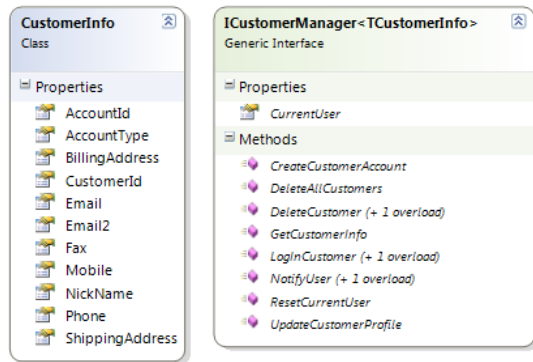 CustomerInfo
Class
Properties
AccountId
AccountType
BillingAddress
CustomerId
Email
Email2
Fax
Mobile
NickName
Phone
ShippingAddress
ICustomerManager<TCustomerInfo>
Generic Interface
Properties
CurrentUser
Methods
CreateCustomerAccount
DeleteAllCustomers
DeleteCustomer (+ 1 overload)
GetCustomerInfo
LogInCustomer (+ 1 overload)
NotifyUser (+ 1 overload)
ResetCurrentUser
UpdateCustomerProfile